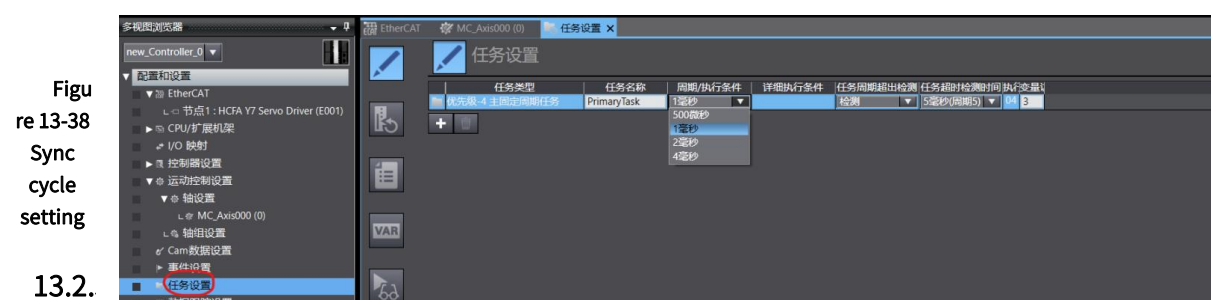 Figu
re 13-38
Sync
cycle
setting
13.2.
多视图浏览器
new_Controller_0
配置和设置
EtherCAT
节点1 : HCFA Y7 Servo Driver (E001)
CPU/扩展机架
I/O 映射
控制器设置
运动控制设置
轴设置
MC_Axis000 (0)
轴组设置
Cam数据设置
事件设置
任务设置
EtherCAT
MC_Axis000 (0)
任务设置
任务设置
任务类型 任务名称 周期/执行条件 详细执行条件 任务周期超出检测 任务超时检测时间 执行 变量访
优先级-4 主固定周期任务 PrimaryTask 1毫秒 检测 5毫秒(周期5) 04 3
500微秒
1毫秒
2毫秒
4毫秒
VAR